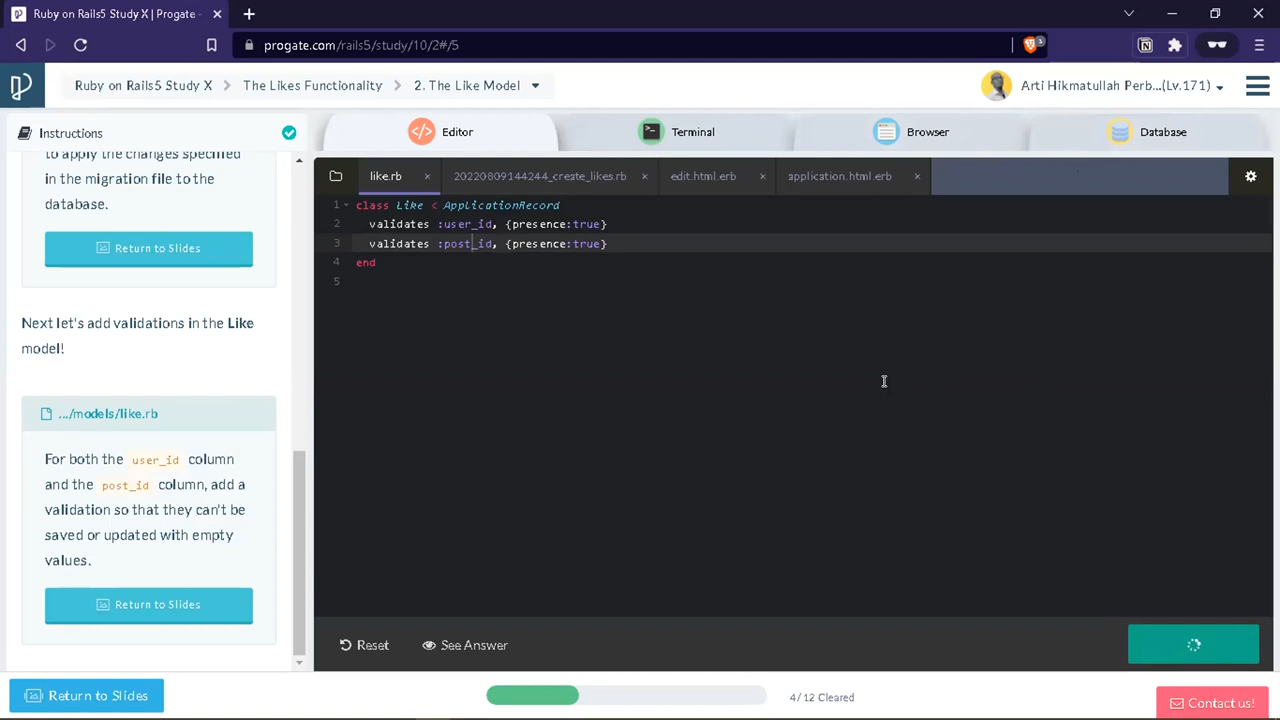 Ruby on Rails5 Study X | Progate -
progate.com/rails5/study/10/2#/5
3
Ruby on Rails5 Study X
The Likes Functionality
2. The Like Model
Arti Hikmatullah Perb...(Lv.171)
Instructions
Editor
Terminal
Browser
Database
to apply the changes specified
in the migration file to the
database.
Return to Slides
Next let's add validations in the Like
model!
.../models/like.rb
For both the user_id column
and the post_id column, add a
validation so that they can't be
saved or updated with empty
values.
Return to Slides
like.rb
20220809144244_create_likes.rb
edit.html.erb
application.html.erb
1 class Like < ApplicationRecord
2 validates :user_id, {presence:true}
3 validates :post_id, {presence:true}
4 end
5
Reset
See Answer
Return to Slides
4/12 Cleared
Contact us!